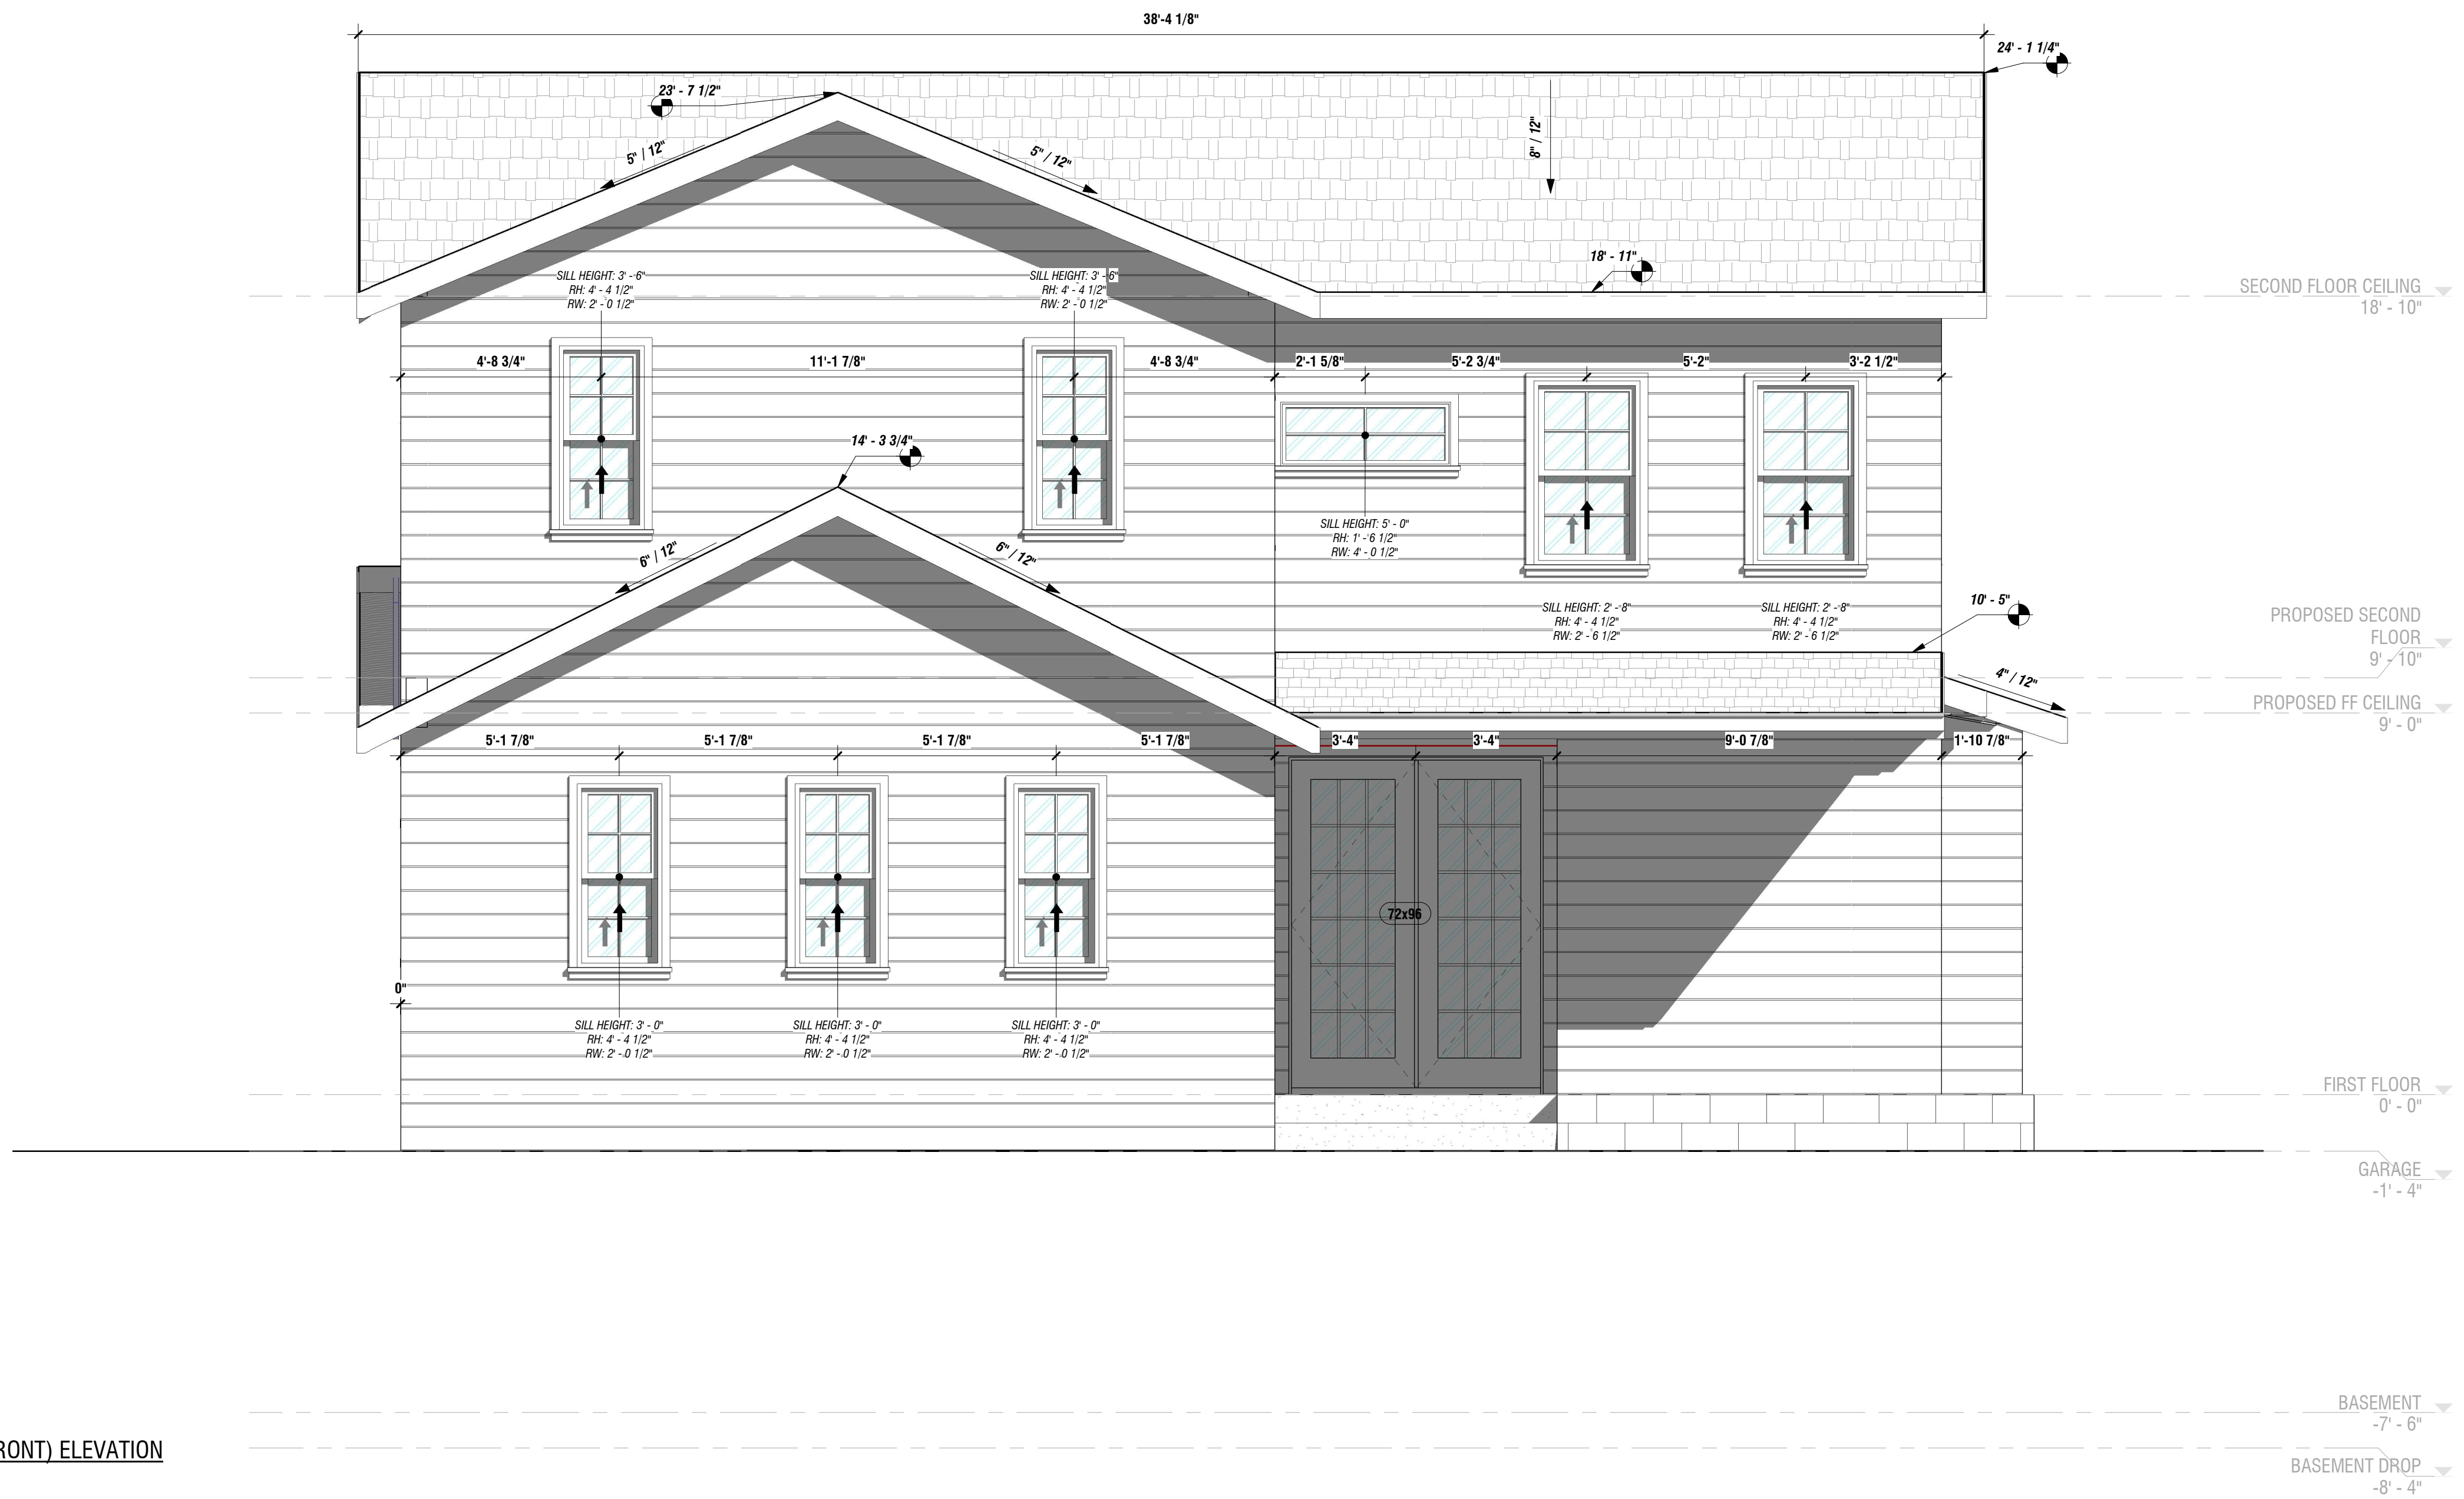 38'-4 1/8"
24' - 1 1/4"
23' - 7 1/2"
5" / 12"
5" / 12"
8" / 12"
18' - 11"
SECOND FLOOR CEILING
18' - 10"
SILL HEIGHT: 3' - 6"
RH: 4' - 4 1/2"
RW: 2' - 0 1/2"
SILL HEIGHT: 3' - 6"
RH: 4' - 4 1/2"
RW: 2' - 0 1/2"
4'-8 3/4"
11'-1 7/8"
4'-8 3/4"
2'-1 5/8"
5'-2 3/4"
5'-2"
3'-2 1/2"
14' - 3 3/4"
SILL HEIGHT: 5' - 0"
RH: 1' - 6 1/2"
RW: 4' - 0 1/2"
6" / 12"
6" / 12"
SILL HEIGHT: 2' - 8"
RH: 4' - 4 1/2"
RW: 2' - 6 1/2"
SILL HEIGHT: 2' - 8"
RH: 4' - 4 1/2"
RW: 2' - 6 1/2"
10' - 5"
PROPOSED SECOND
FLOOR
9' - 10"
4" / 12"
PROPOSED FF CEILING
9' - 0"
5'-1 7/8"
5'-1 7/8"
5'-1 7/8"
5'-1 7/8"
3'-4"
3'-4"
9'-0 7/8"
1'-10 7/8"
72x96
0"
SILL HEIGHT: 3' - 0"
RH: 4' - 4 1/2"
RW: 2' - 0 1/2"
SILL HEIGHT: 3' - 0"
RH: 4' - 4 1/2"
RW: 2' - 0 1/2"
SILL HEIGHT: 3' - 0"
RH: 4' - 4 1/2"
RW: 2' - 0 1/2"
FIRST FLOOR
0' - 0"
GARAGE
-1' - 4"
BASEMENT
-7' - 6"
RONT) ELEVATION
BASEMENT DROP
-8' - 4"